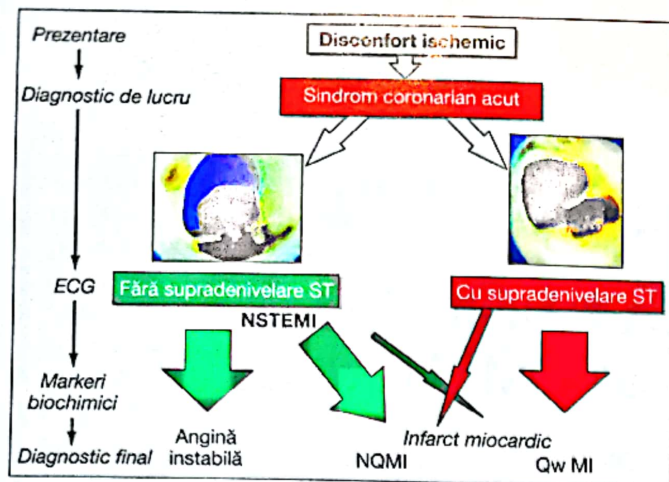 Prezentare
Disconfort ischemic
Diagnostic de lucru
Sindrom coronarian acut
ECG
Fără supradenivelare ST
Cu supradenivelare ST
NSTEMI
Markeri
biochimici
Diagnostic final
Angină
instabilă
Infarct miocardic
NQMI
Qw MI